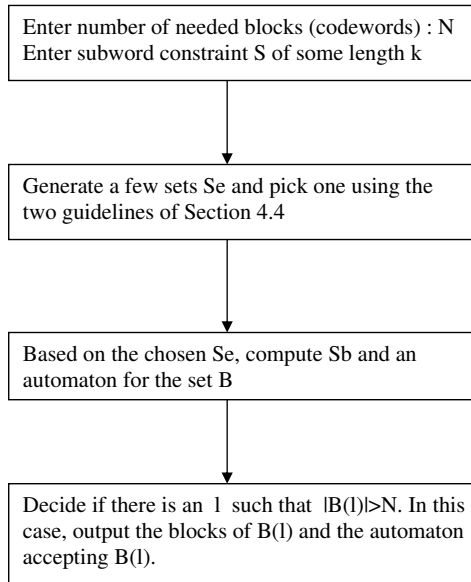 Enter number of needed blocks (codewords) : N
Enter subword constraint S of some length k
Generate a few sets Se and pick one using the
two guidelines of Section 4.4
Based on the chosen Se, compute Sb and an
automaton for the set B
Decide if there is an l such that |B(l)|>N. In this
case, output the blocks of B(l) and the automaton
accepting B(l).